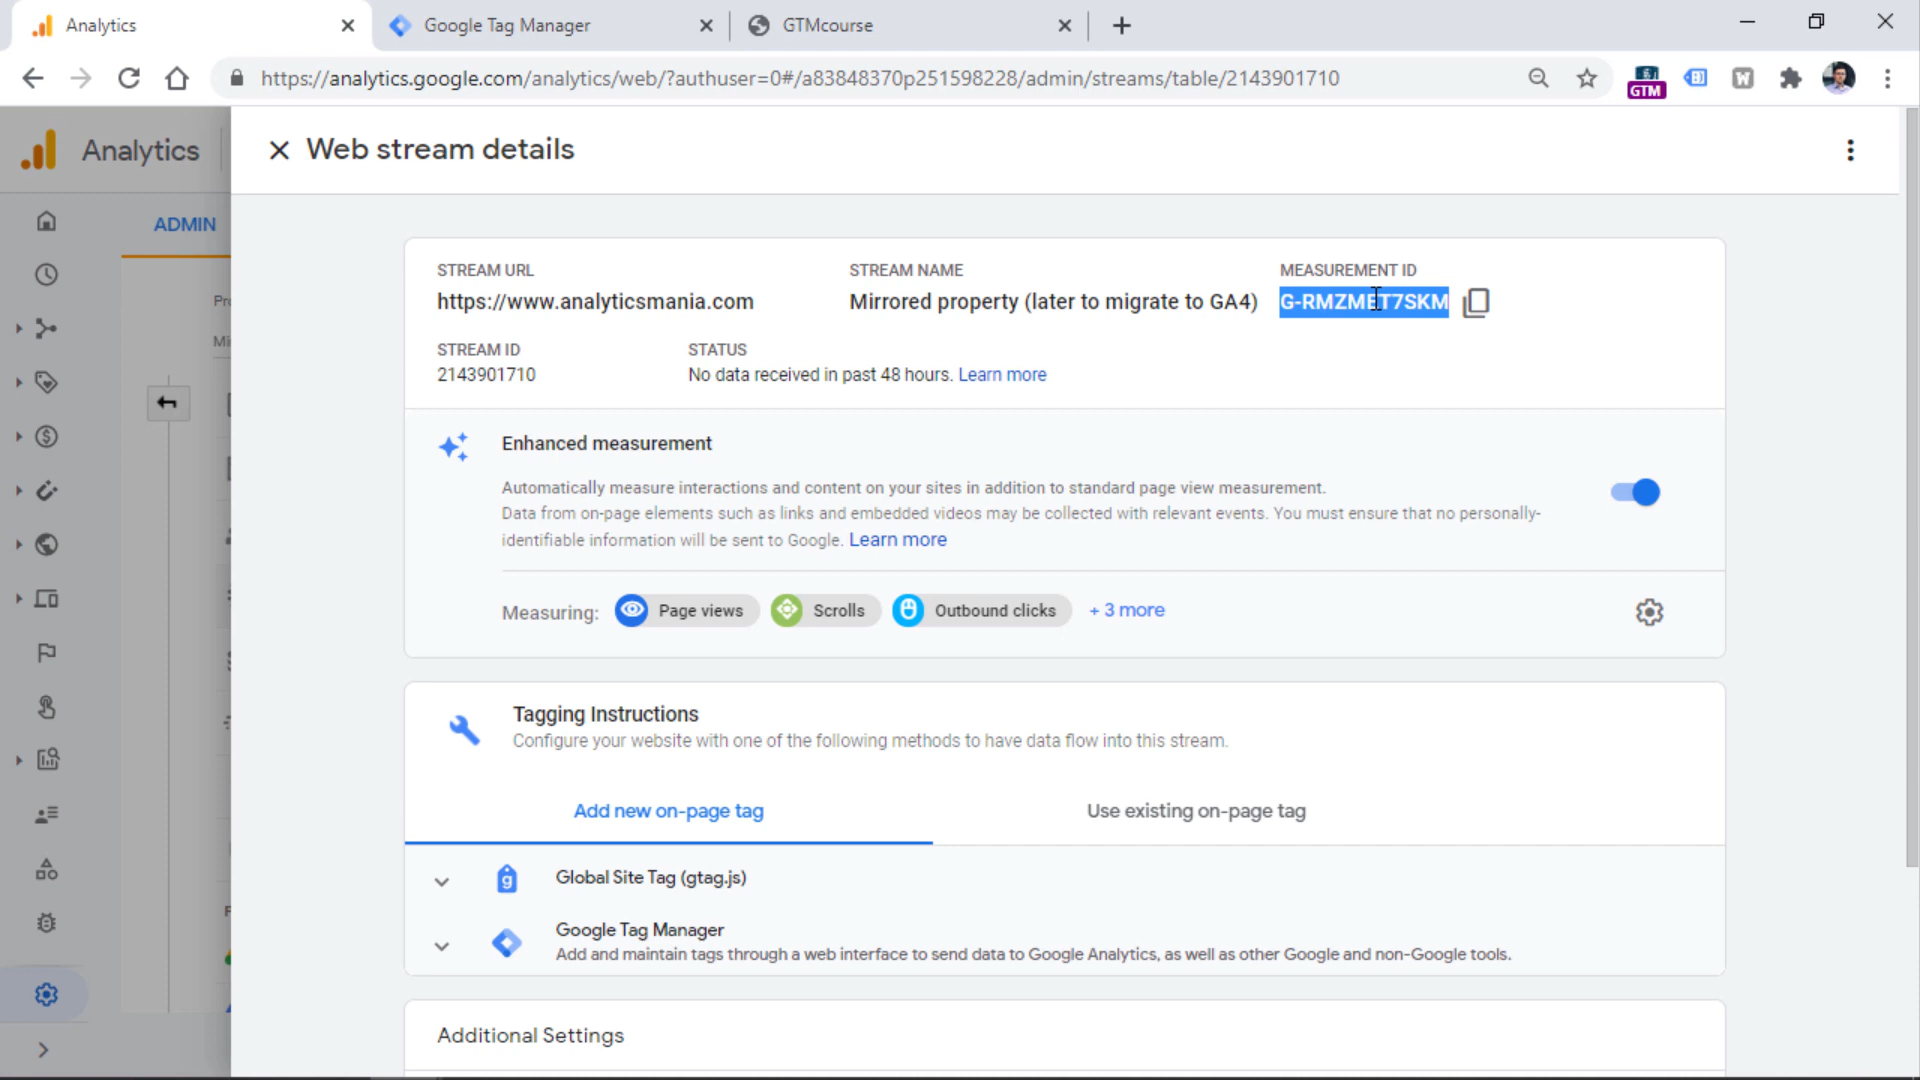 Analytics
Google Tag Manager
GTMcourse
https://analytics.google.com/analytics/web/?authuser=0#/a83848370p251598228/admin/streams/table/2143901710
GTM
Analytics
Web stream details
ADMIN
STREAM URL
STREAM NAME
MEASUREMENT ID
https://www.analyticsmania.com
Mirrored property (later to migrate to GA4)
G-RMZMET7SKM
STREAM ID
STATUS
2143901710
No data received in past 48 hours. Learn more
Enhanced measurement
Automatically measure interactions and content on your sites in addition to standard page view measurement.
Data from on-page elements such as links and embedded videos may be collected with relevant events. You must ensure that no personally-
identifiable information will be sent to Google. Learn more
Measuring: Page views Scrolls Outbound clicks + 3 more
Tagging Instructions
Configure your website with one of the following methods to have data flow into this stream.
Add new on-page tag
Use existing on-page tag
Global Site Tag (gtag.js)
Google Tag Manager
Add and maintain tags through a web interface to send data to Google Analytics, as well as other Google and non-Google tools.
Additional Settings